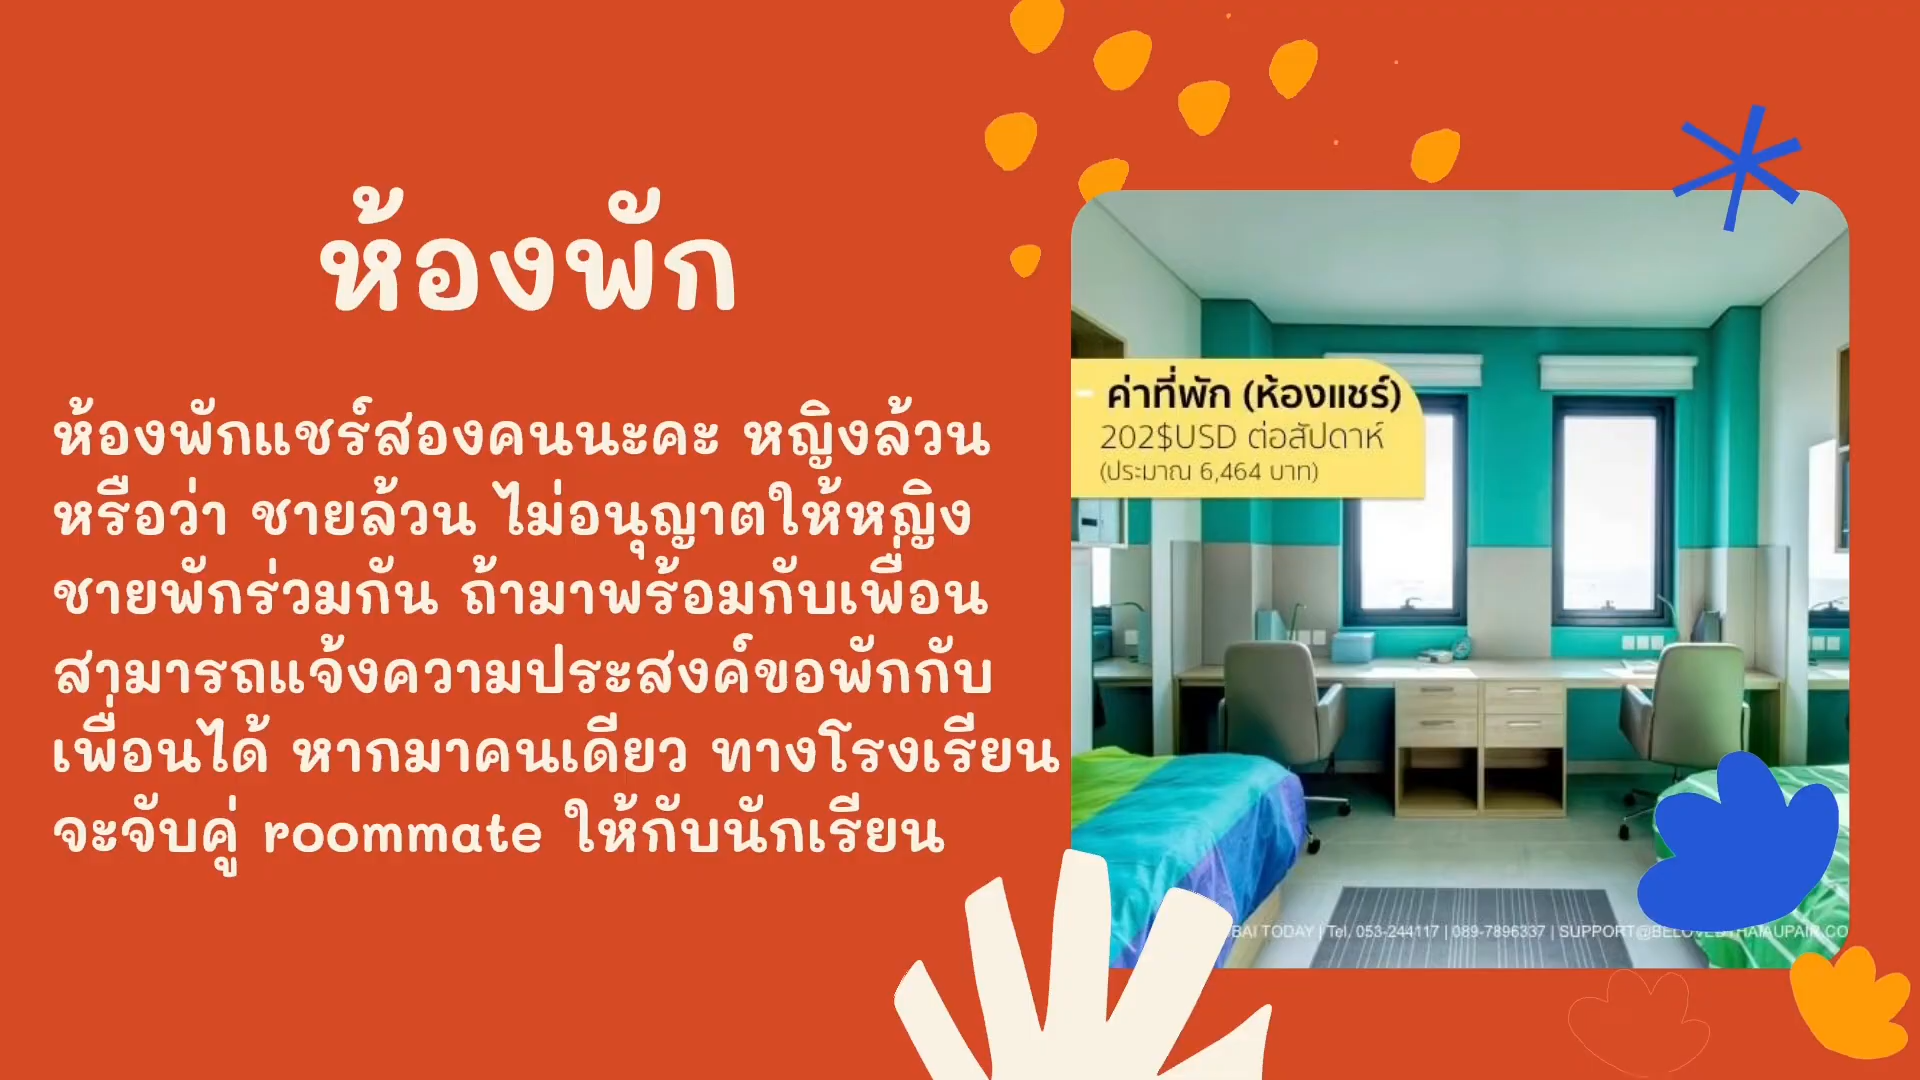 ห้องพัก
ห้องพักแชร์สองคนนะคะ หญิงล้วน
หรือว่า ชายล้วน ไม่อนุญาตให้หญิง
ชายพักร่วมกัน ถ้ามาพร้อมกับเพื่อน
สามารถแจ้งความประสงค์ขอพักกับ
เพื่อนได้ หากมาคนเดียว ทางโรงเรียน
จะจับคู่ roommate ให้กับนักเรียน
ค่าที่พัก (ห้องแชร์)
202$USD ต่อสัปดาห์
(ประมาณ 6,464 บาท)
BAI TODAY | Tel. 053-244117 | 089-7896337 | SUPPORT@BELOVEDTHAIAUPAIR.CO